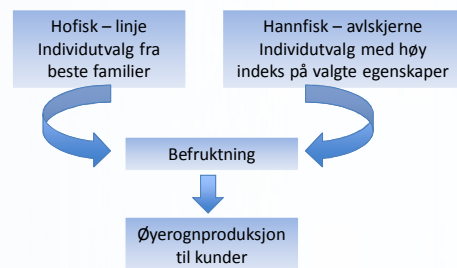 Hofisk – linje
Individutvalg fra
beste familier
Hannfisk – avlskjerne
Individutvalg med høy
indeks på valgte egenskaper
Befruktning
Øyerognproduksjon
til kunder